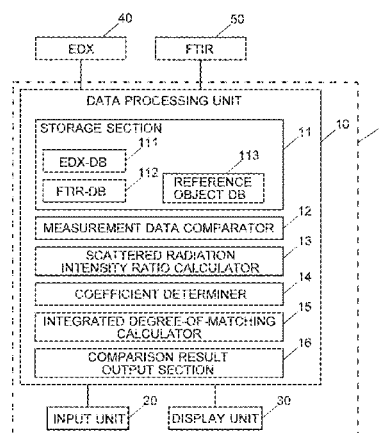 40
50
EDX
FTIR
DATA PROCESSING UNIT
10
STORAGE SECTION
11
111
EDX-DB
113
112
FTIR-DB
REFERENCE
OBJECT DB
12
MEASUREMENT DATA COMPARATOR
13
SCATTERED RADIATION
INTENSITY RATIO CALCULATOR
14
COEFFICIENT DETERMINER
15
INTEGRATED DEGREE-OF-MATCHING
CALCULATOR
16
COMPARISON RESULT
OUTPUT SECTION
20
30
INPUT UNIT
DISPLAY UNIT